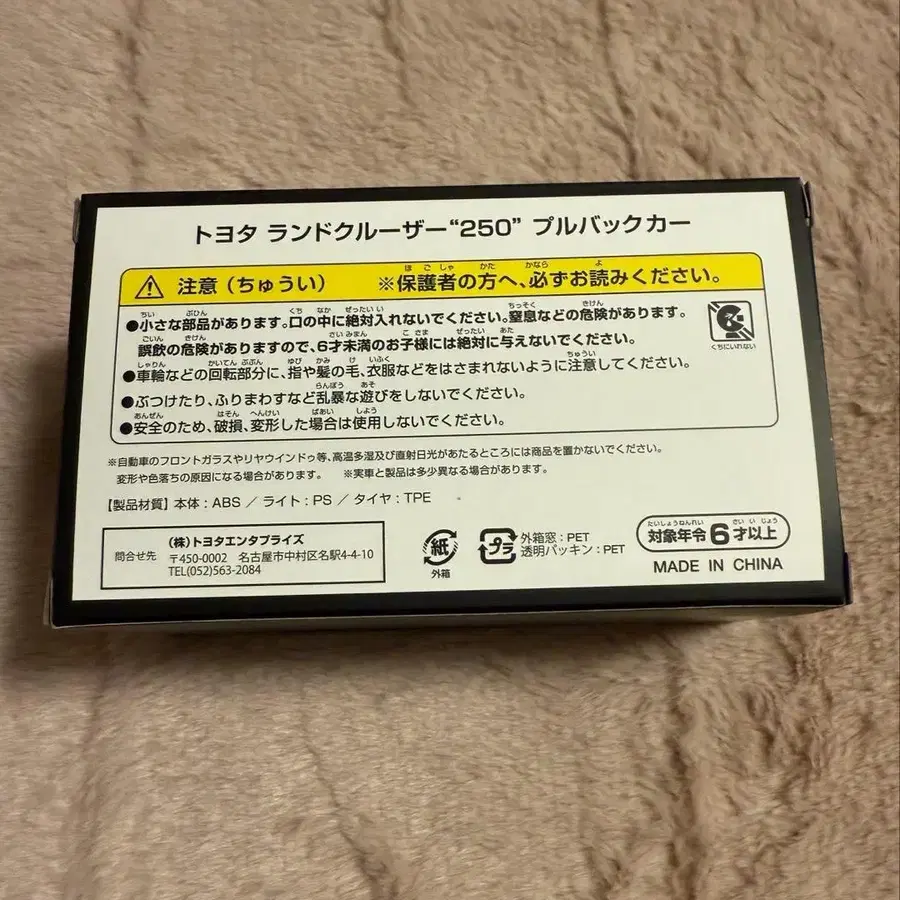 トヨタ ランドクルーザー“250” プルバックカー
注意（ちゅうい） ※保護者の方へ、必ずお読みください。
●小さな部品があります。口の中に絶対入れないでください。窒息などの危険があります。
誤飲の危険がありますので、6才未満のお子様には絶対に与えないでください。
くちにいれない
●車輪などの回転部分に、指や髪の毛、衣服などをはさまれないように注意してください。
●ぶつけたり、ふりまわすなど乱暴な遊びをしないでください。
●安全のため、破損、変形した場合は使用しないでください。
※自動車のフロントガラスやリヤウインドゥ等、高温多湿及び直射日光があたるところには商品を置かないでください。
変形や色落ちの原因になる場合があります。 ※実車と製品は多少異なる場合があります。
【製品材質】本体：ABS ／ ライト：PS ／ タイヤ：TPE
問合せ先
（株）トヨタエンタプライズ
〒450-0002 名古屋市中村区名駅4-4-10
TEL(052)563-2084
紙
外箱
プラ
外箱窓：PET
透明パッキン：PET
対象年令6才以上
MADE IN CHINA